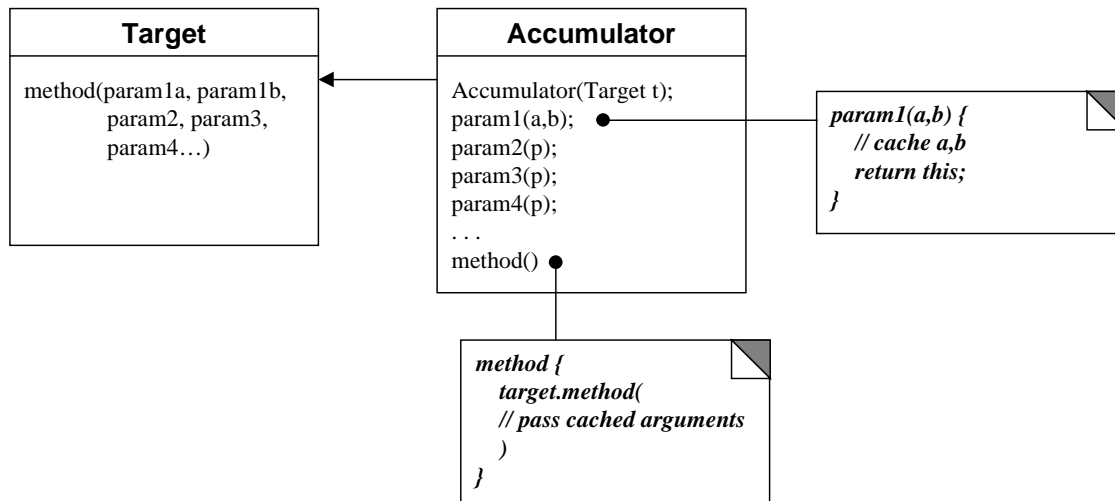 Target
method(param1a, param1b,
param2, param3,
param4…)
Accumulator
Accumulator(Target t);
param1(a,b);
param2(p);
param3(p);
param4(p);
. . .
method()
param1(a,b) {
// cache a,b
return this;
}
method {
target.method(
// pass cached arguments
)
}